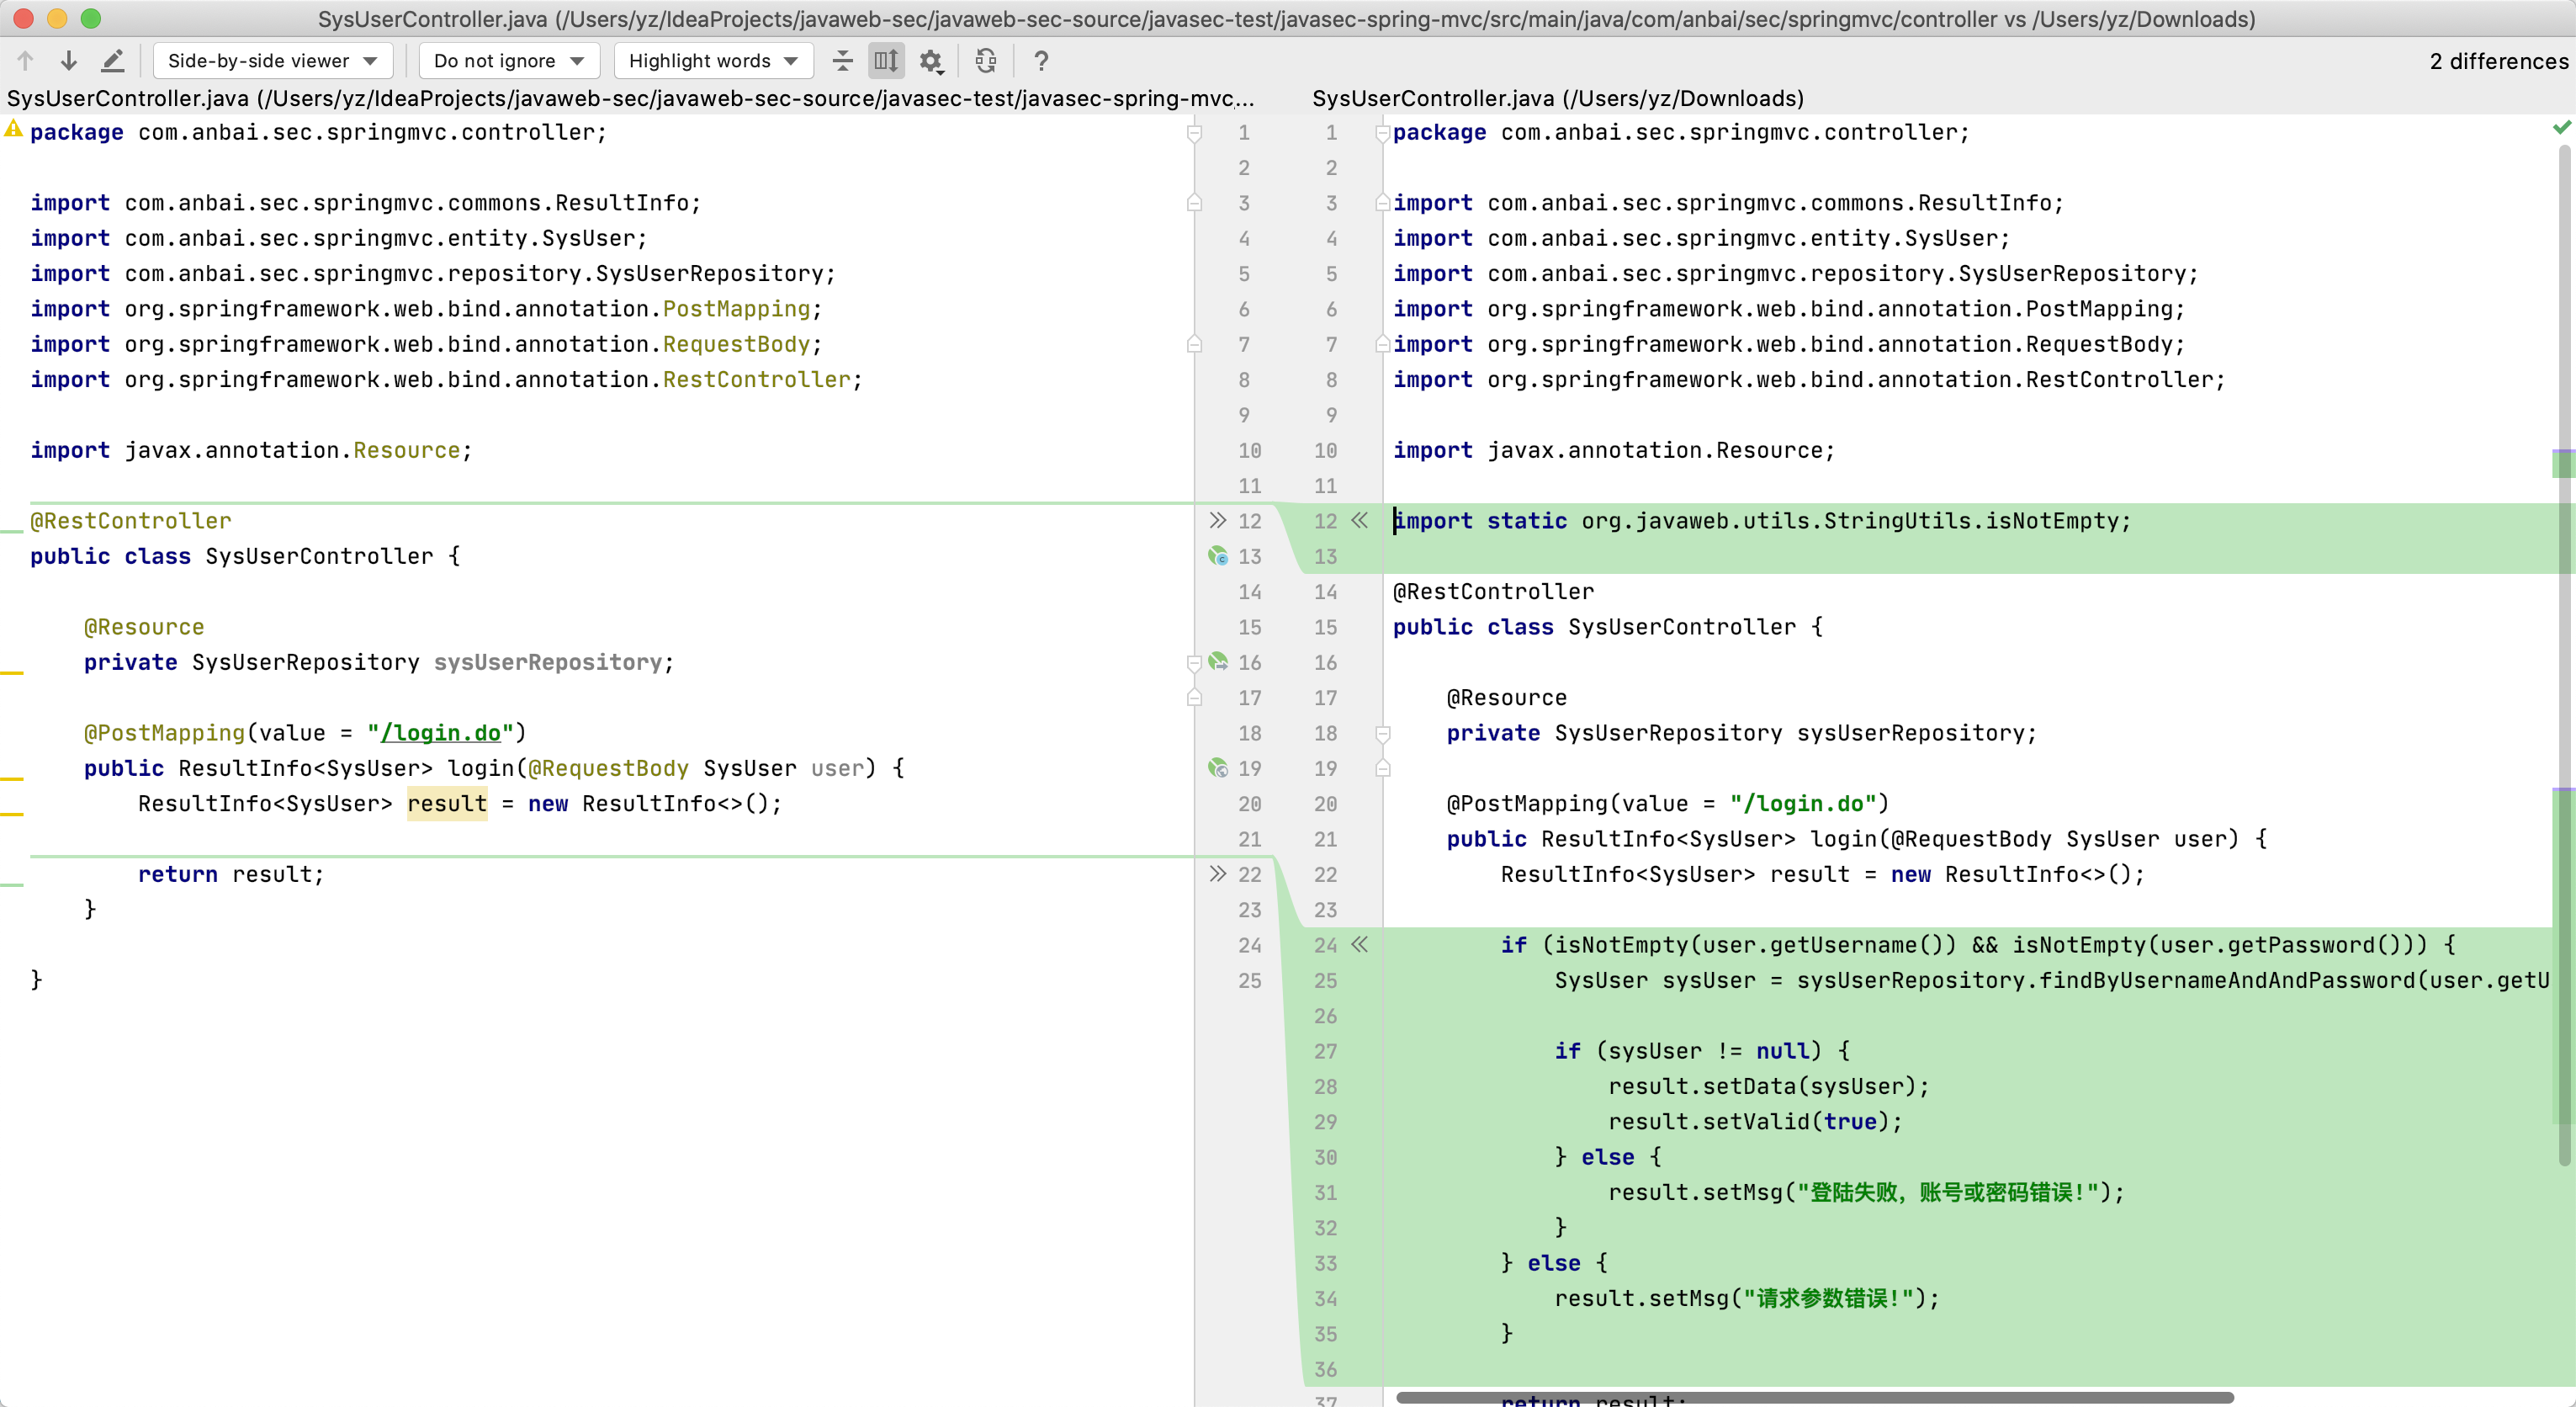 SysUserController.java (/Users/yz/IdeaProjects/javaweb-sec/javaweb-sec-source/javasec-test/javasec-spring-mvc/src/main/java/com/anbai/sec/springmvc/controller vs /Users/yz/Downloads)
Side-by-side viewer Do not ignore Highlight words ? 2 differences
SysUserController.java (/Users/yz/IdeaProjects/javaweb-sec/javaweb-sec-source/javasec-test/javasec-spring-mvc,...
package com.anbai.sec.springmvc.controller; 1
2
import com.anbai.sec.springmvc.commons.ResultInfo; 3
import com.anbai.sec.springmvc.entity.SysUser; 4
import com.anbai.sec.springmvc.repository.SysUserRepository; 5
import org.springframework.web.bind.annotation.PostMapping; 6
import org.springframework.web.bind.annotation.RequestBody; 7
import org.springframework.web.bind.annotation.RestController; 8
9
import javax.annotation.Resource; 10
11
@RestController 12
public class SysUserController { 13
14
@Resource 15
private SysUserRepository sysUserRepository; 16
17
@PostMapping(value = "/login.do") 18
public ResultInfo<SysUser> login(@RequestBody SysUser user) { 19
ResultInfo<SysUser> result = new ResultInfo<>(); 20
21
return result; 22
} 23
24
} 25
SysUserController.java (/Users/yz/Downloads)
1 package com.anbai.sec.springmvc.controller;
2
3 import com.anbai.sec.springmvc.commons.ResultInfo;
4 import com.anbai.sec.springmvc.entity.SysUser;
5 import com.anbai.sec.springmvc.repository.SysUserRepository;
6 import org.springframework.web.bind.annotation.PostMapping;
7 import org.springframework.web.bind.annotation.RequestBody;
8 import org.springframework.web.bind.annotation.RestController;
9
10 import javax.annotation.Resource;
11
12 import static org.javaweb.utils.StringUtils.isNotEmpty;
13
14 @RestController
15 public class SysUserController {
16
17 @Resource
18 private SysUserRepository sysUserRepository;
19
20 @PostMapping(value = "/login.do")
21 public ResultInfo<SysUser> login(@RequestBody SysUser user) {
22 ResultInfo<SysUser> result = new ResultInfo<>();
23
24 if (isNotEmpty(user.getUsername()) && isNotEmpty(user.getPassword())) {
25 SysUser sysUser = sysUserRepository.findByUsernameAndAndPassword(user.getU
26
27 if (sysUser != null) {
28 result.setData(sysUser);
29 result.setValid(true);
30 } else {
31 result.setMsg("登陆失败，账号或密码错误!");
32 }
33 } else {
34 result.setMsg("请求参数错误!");
35 }
36
37 return result;